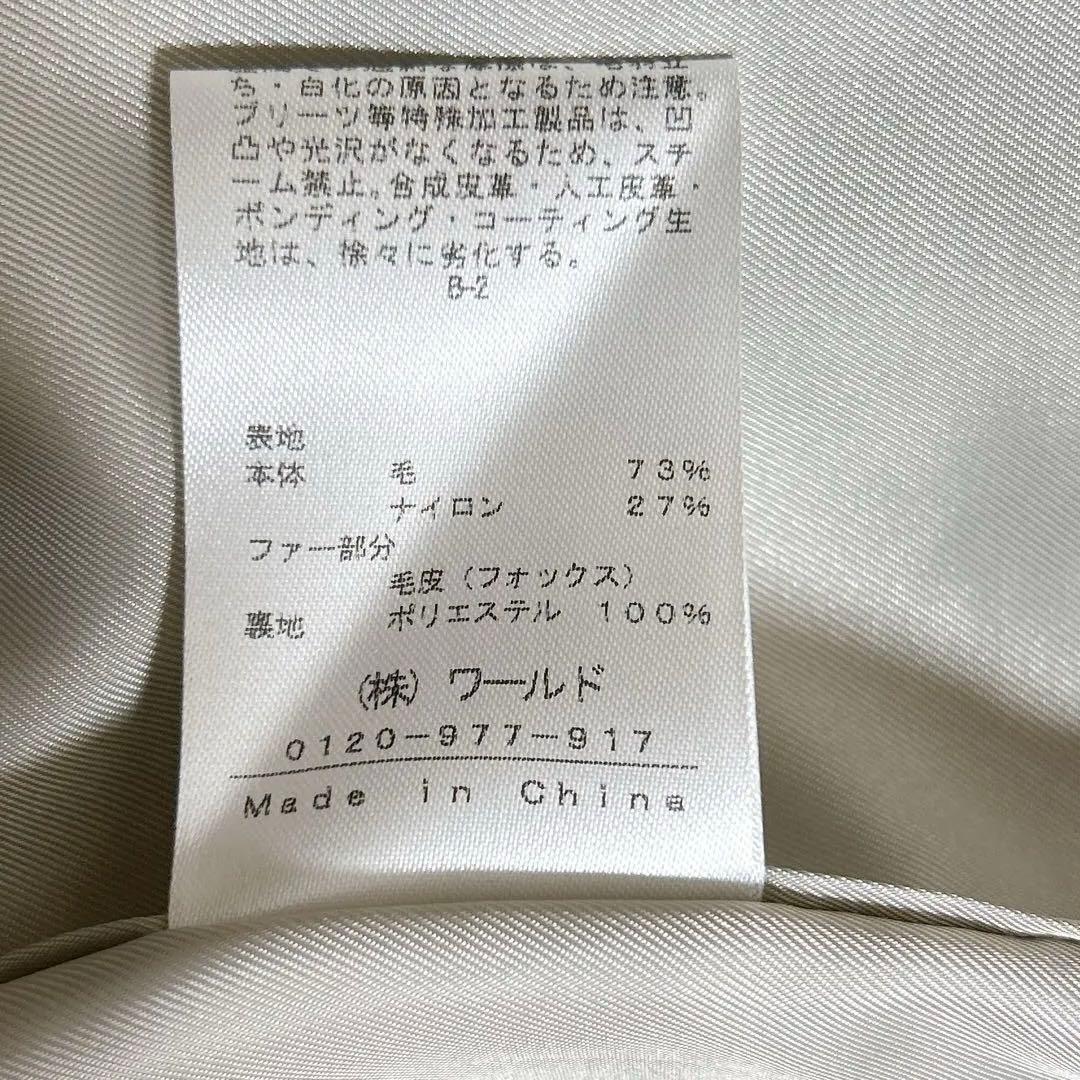 ち・白化の原因となるため注意。
プリーツ等特殊加工製品は、凹
凸や光沢がなくなるため、スチ
ーム禁止。合成皮革・人工皮革・
ボンディング・コーティング生
地は、徐々に劣化する。
B-2
表地
本体 毛 73%
ナイロン 27%
ファー部分
毛皮(フォックス)
裏地 ポリエステル 100%
(株) ワールド
0120-977-917
Made in China